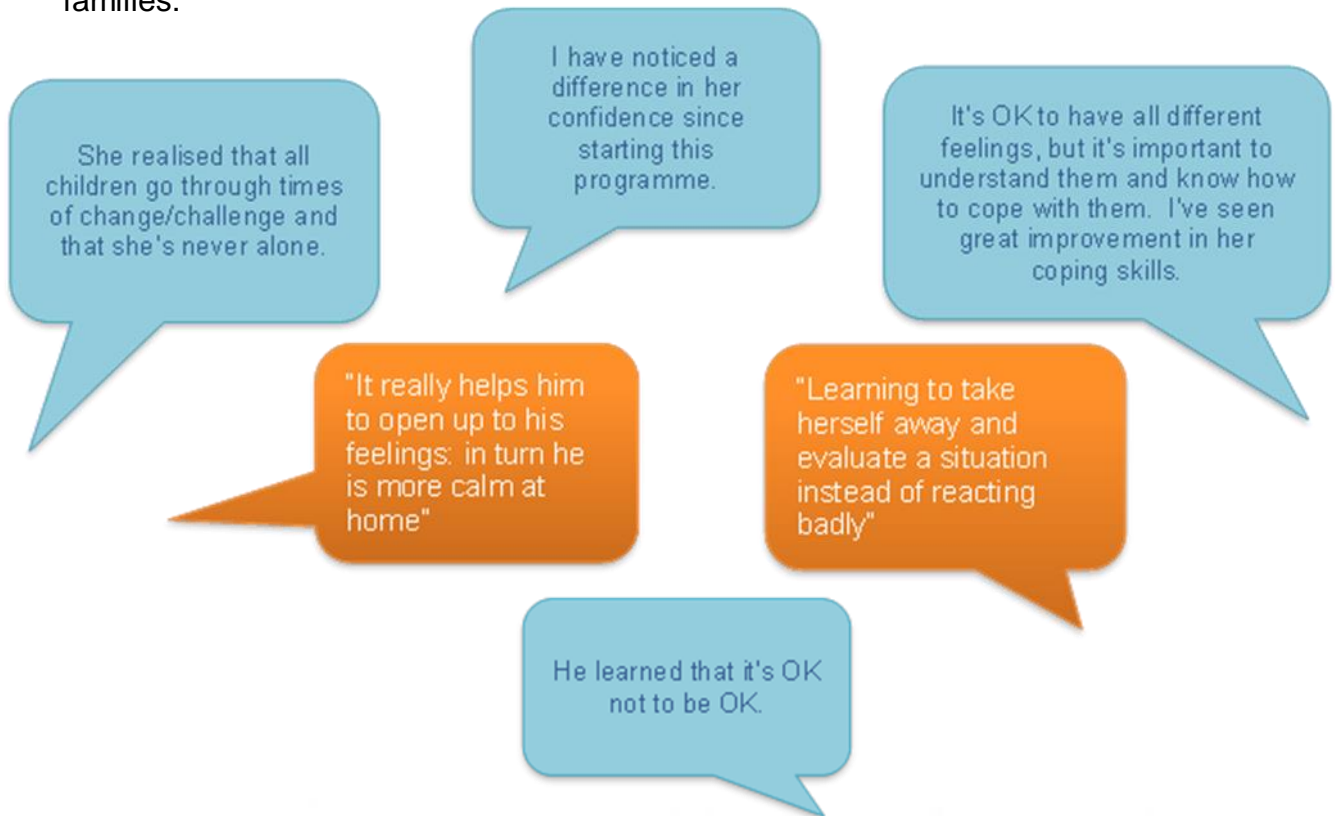 families.
I have noticed a
difference in her
confidence since
starting this
programme.
She realised that all
children go through times
of change/challenge and
that she's never alone.
It's OK to have all different
feelings, but it's important to
understand them and know how
to cope with them.  I've seen
great improvement in her
coping skills.
"It really helps him
to open up to his
feelings: in turn he
is more calm at
home"
"Learning to take
herself away and
evaluate a situation
instead of reacting
badly"
He learned that it's OK
not to be OK.